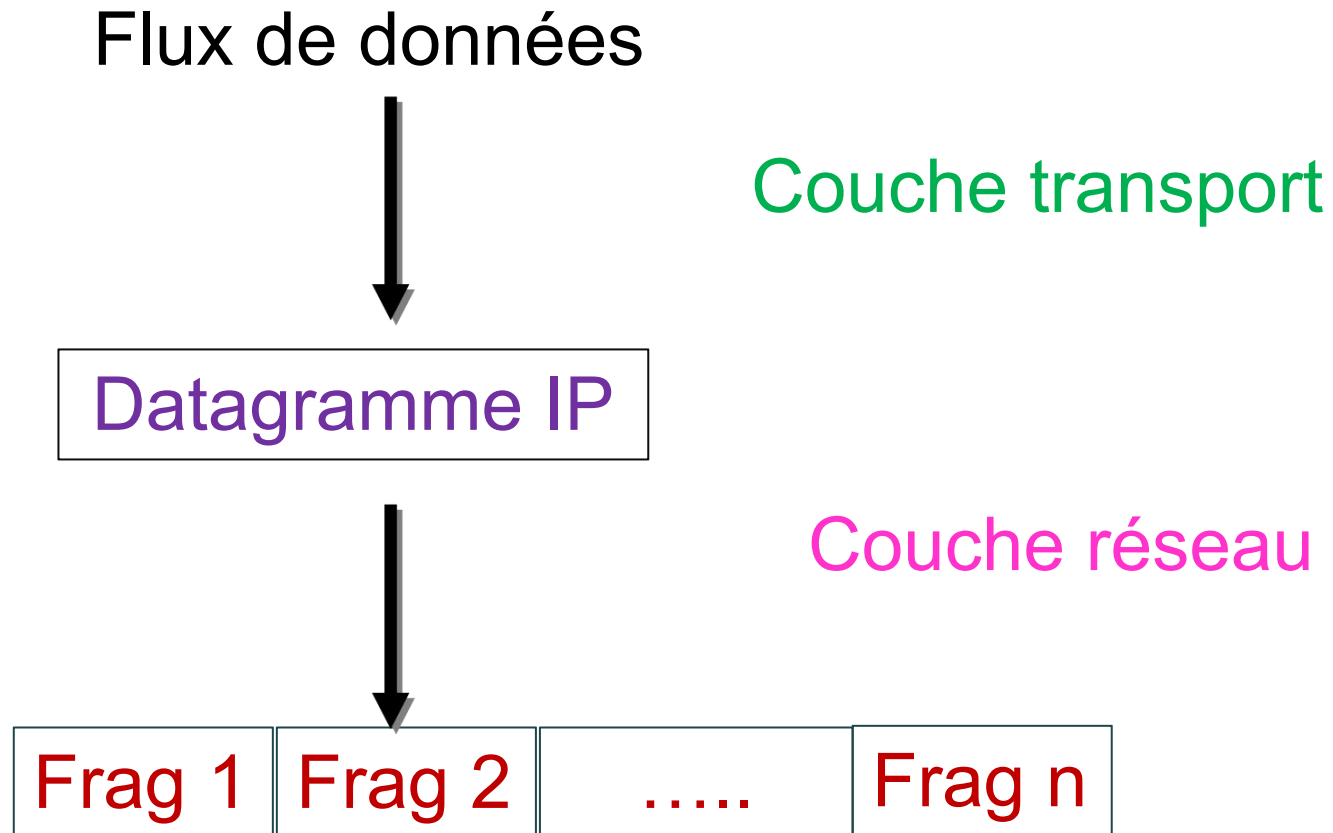 Flux de données
Couche transport
Datagramme IP
Couche réseau
Frag 1 Frag 2 ….. Frag n